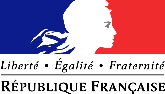 Liberté • Égalité • Fraternité
RÉPUBLIQUE FRANÇAISE